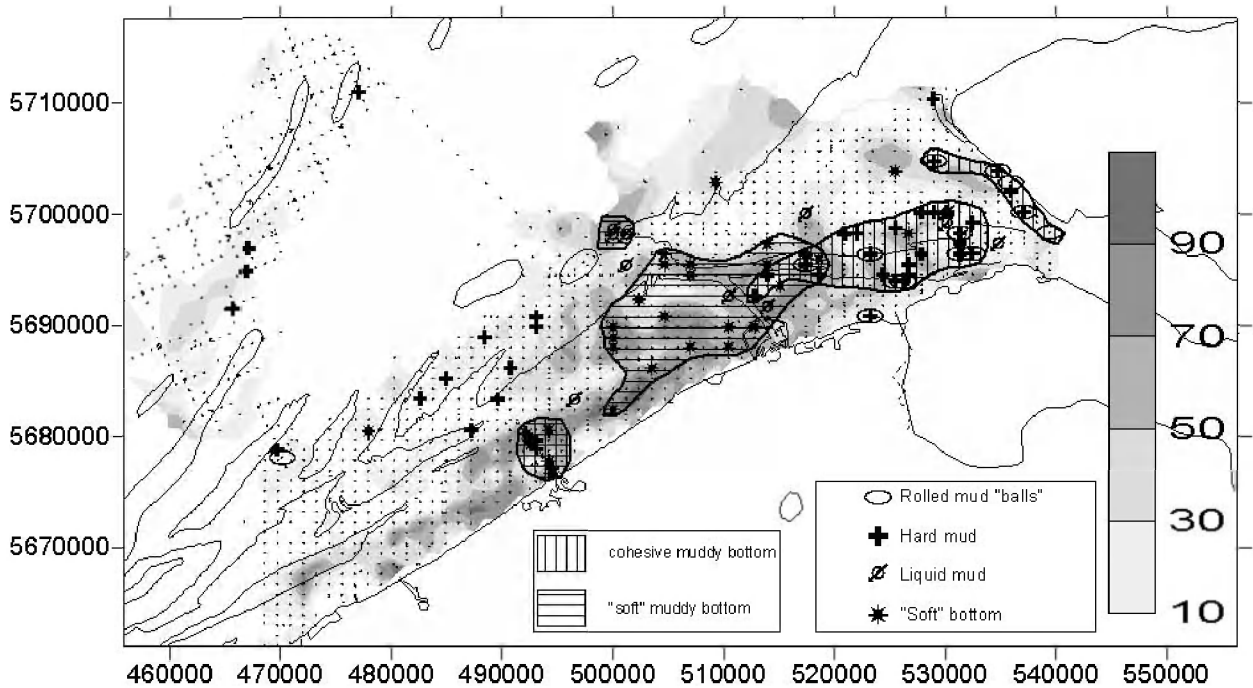 5710000
5700000
5690000
5680000
5670000
90
70
50
30
10
Rolled mud "balls"
Hard mud
Liquid mud
"Soft" bottom
cohesive muddy bottom
"soft" muddy bottom
460000 470000 480000 490000 500000 510000 520000 530000 540000 550000